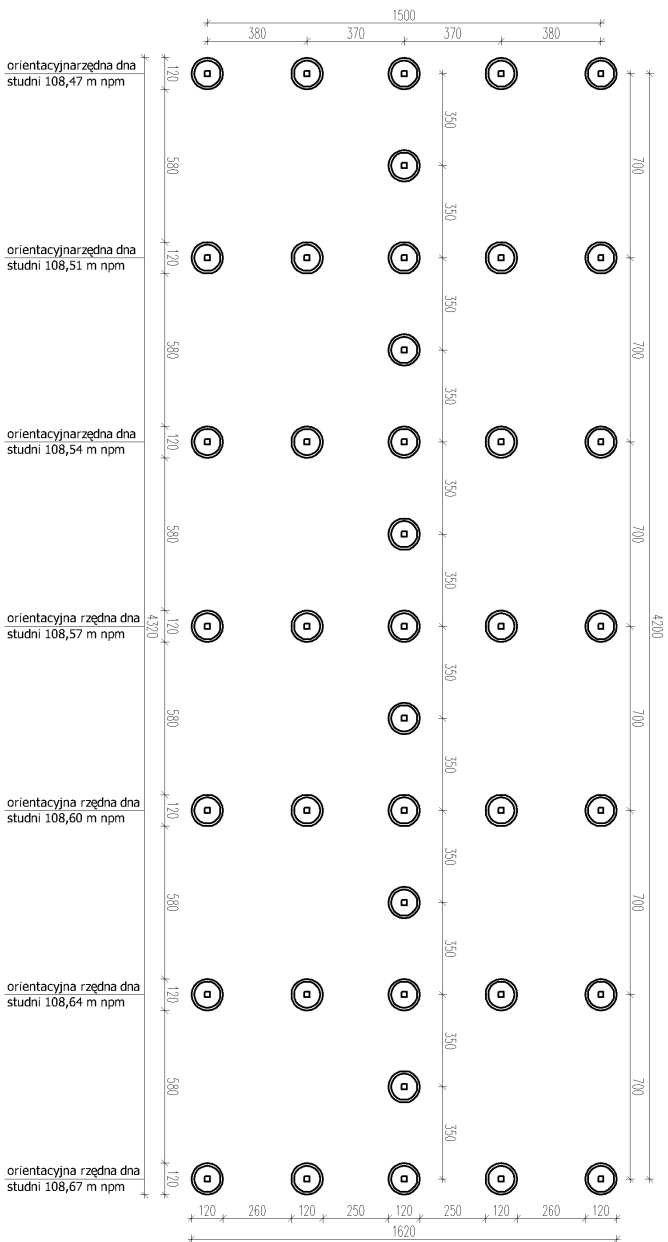 1500
380 370 370 380
orientacyjnarzędna dna
studni 108,47 m npm
120
350
580
700
350
orientacyjnarzędna dna
studni 108,51 m npm
120
350
580
700
350
orientacyjnarzędna dna
studni 108,54 m npm
120
350
580
700
350
orientacyjna rzędna dna
studni 108,57 m npm
4320
120
4200
350
580
700
350
orientacyjna rzędna dna
studni 108,60 m npm
120
350
580
700
350
orientacyjna rzędna dna
studni 108,64 m npm
120
350
580
700
350
orientacyjna rzędna dna
studni 108,67 m npm
120
120 260 120 250 120 250 120 260 120
1620